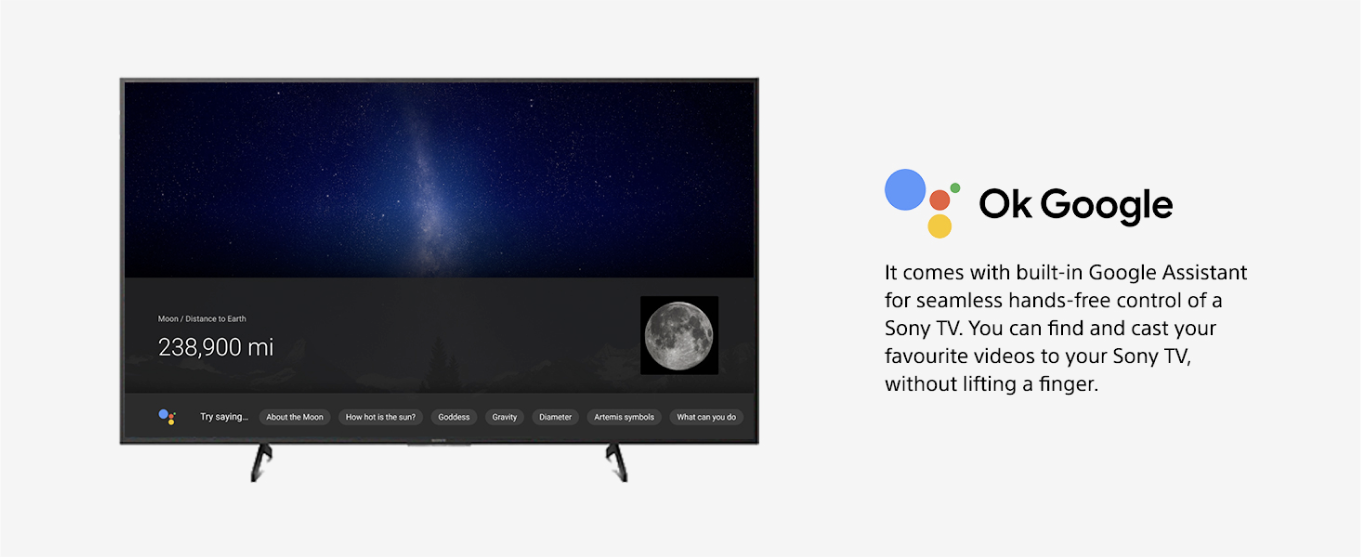 Moon / Distance to Earth
238,900 mi
Try saying... About the Moon How hot is the sun? Goddess Gravity Diameter Artemis symbols What can you do
Ok Google
It comes with built-in Google Assistant
for seamless hands-free control of a
Sony TV. You can find and cast your
favourite videos to your Sony TV,
without lifting a finger.